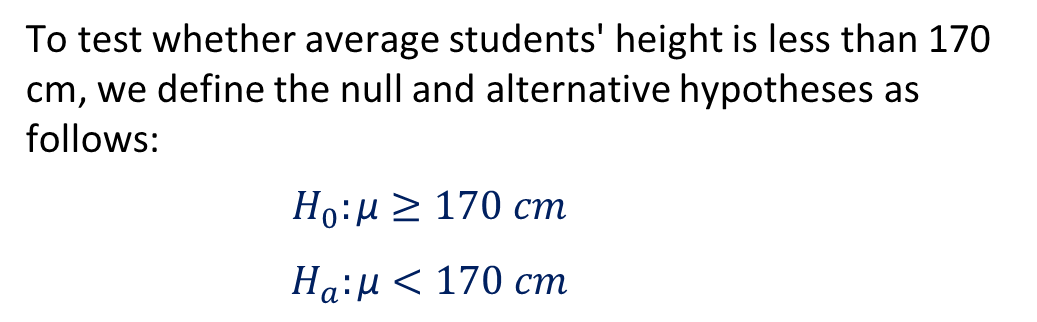 To test whether average students' height is less than 170
cm, we define the null and alternative hypotheses as
follows:
H₀:μ ≥ 170 cm
Hₐ:μ < 170 cm